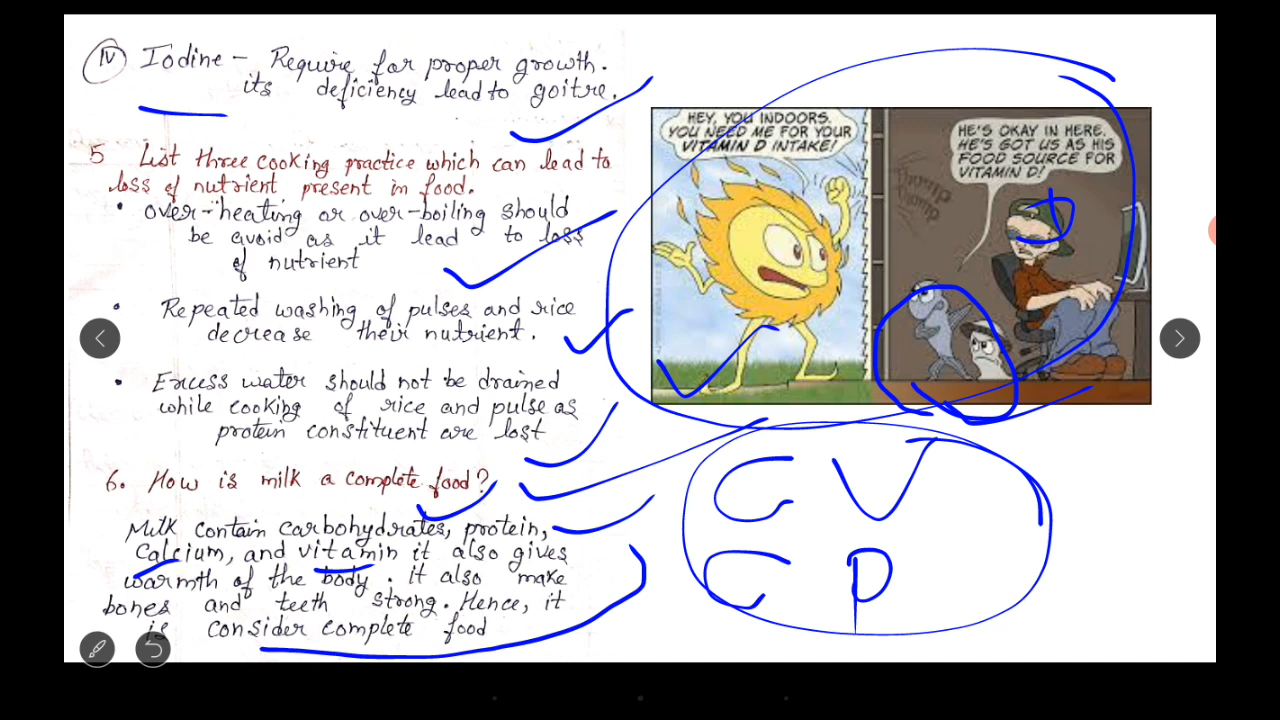 IV Iodine - Require for proper growth.
its deficiency lead to goitre.
5 List three cooking practice which can lead to
loss of nutrient present in food.
• over-heating or over-boiling should
be avoid as it lead to loss
of nutrient
• Repeated washing of pulses and rice
decrease their nutrient.
• Excess water should not be drained
while cooking of rice and pulse as
protein constituent are lost
6. How is milk a complete food?
Milk contain carbohydrates, protein,
Calcium, and vitamin it also gives
warmth of the body. it also make
bones and teeth strong. Hence, it
is consider complete food
HEY, YOU INDOORS.
YOU NEED ME FOR YOUR
VITAMIN D INTAKE!
HE'S OKAY IN HERE.
HE'S GOT US AS HIS
FOOD SOURCE FOR
VITAMIN D!
C V
C P